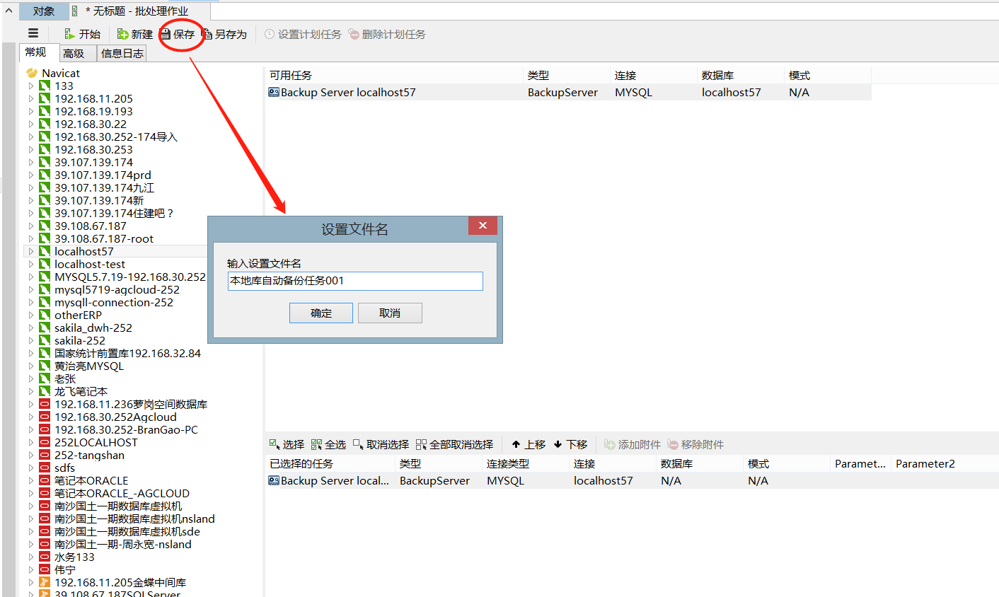 对象 * 无标题 - 批处理作业
开始 新建 保存 另存为 设置计划任务 删除计划任务
常规 高级 信息日志
Navicat
133
192.168.11.205
192.168.19.193
192.168.30.22
192.168.30.252-174导入
192.168.30.253
39.107.139.174
39.107.139.174prd
39.107.139.174九江
39.107.139.174新
39.107.139.174住建吧？
39.108.67.187
39.108.67.187-root
localhost57
localhost-test
MYSQL5.7.19-192.168.30.252
mysql5719-agcloud-252
mysqll-connection-252
otherERP
sakila_dwh-252
sakila-252
国家统计前置库192.168.32.84
黄治亮MYSQL
老张
龙飞笔记本
192.168.11.236萝岗空间数据库
192.168.30.252Agcloud
192.168.30.252-BranGao-PC
252LOCALHOST
252-tangshan
sdfs
笔记本ORACLE
笔记本ORACLE_-AGCLOUD
南沙国土一期数据库虚拟机
南沙国土一期数据库虚拟机nsland
南沙国土一期数据库虚拟机sde
南沙国土一期-周永宽-nsland
水务133
伟宁
192.168.11.205金蝶中间库
39.108.67.187SQLServer
可用任务 类型 连接 数据库 模式
Backup Server localhost57 BackupServer MYSQL localhost57 N/A
设置文件名
输入设置文件名
本地库自动备份任务001
确定 取消
选择 全选 取消选择 全部取消选择 上移 下移 添加附件 移除附件
已选择的任务 类型 连接类型 连接 数据库 模式 Paramet... Parameter2
Backup Server local... BackupServer MYSQL localhost57 N/A N/A